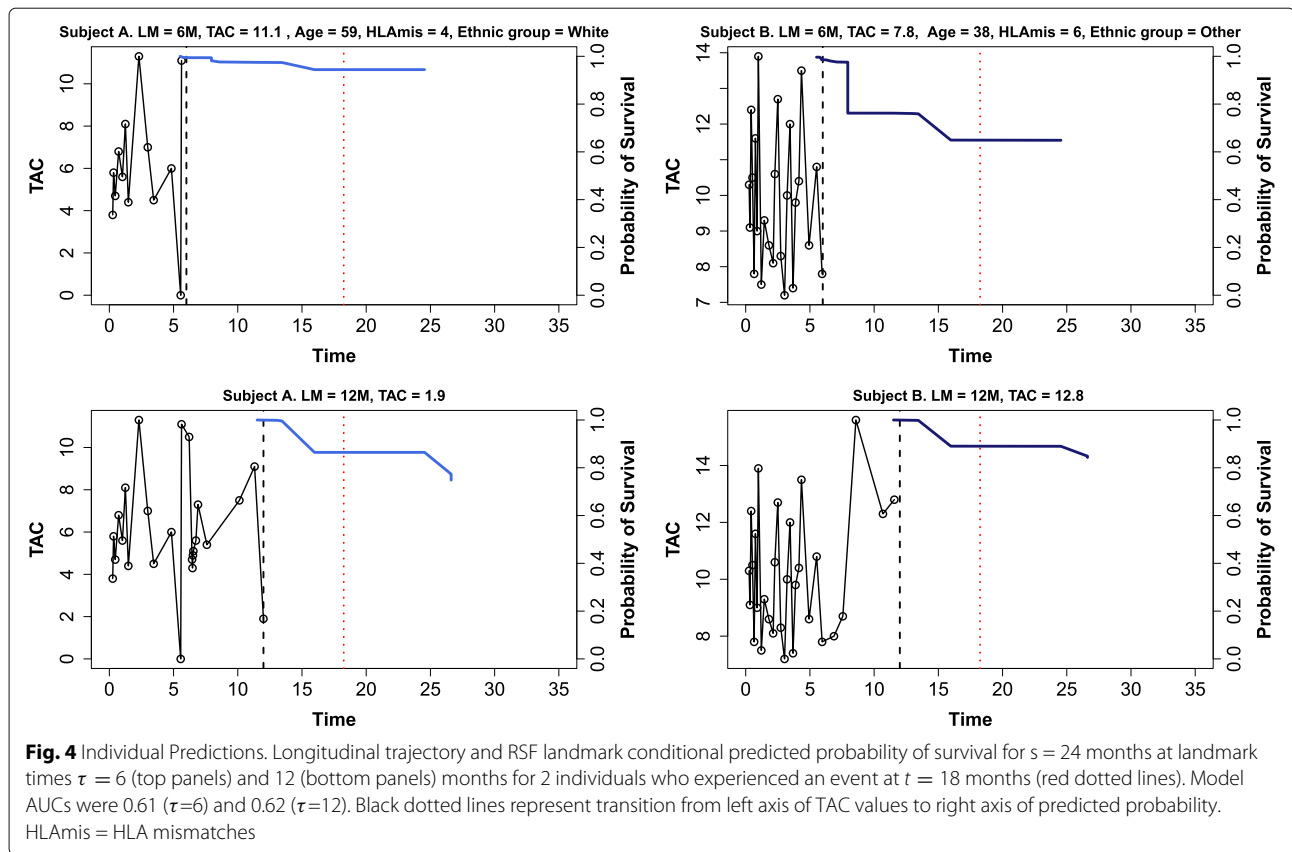 Subject A. LM = 6M, TAC = 11.1 , Age = 59, HLAmis = 4, Ethnic group = White
TAC
0 2 4 6 8 10
Probability of Survival
0.0 0.2 0.4 0.6 0.8 1.0
0 5 10 15 20 25 30 35
Time
Subject B. LM = 6M, TAC = 7.8, Age = 38, HLAmis = 6, Ethnic group = Other
TAC
7 8 9 10 12 14
Probability of Survival
0.0 0.2 0.4 0.6 0.8 1.0
0 5 10 15 20 25 30 35
Time
Subject A. LM = 12M, TAC = 1.9
TAC
0 2 4 6 8 10
Probability of Survival
0.0 0.2 0.4 0.6 0.8 1.0
0 5 10 15 20 25 30 35
Time
Subject B. LM = 12M, TAC = 12.8
TAC
8 10 12 14
Probability of Survival
0.0 0.2 0.4 0.6 0.8 1.0
0 5 10 15 20 25 30 35
Time
Fig. 4 Individual Predictions. Longitudinal trajectory and RSF landmark conditional predicted probability of survival for s = 24 months at landmark
times τ = 6 (top panels) and 12 (bottom panels) months for 2 individuals who experienced an event at t = 18 months (red dotted lines). Model
AUCs were 0.61 (τ=6) and 0.62 (τ=12). Black dotted lines represent transition from left axis of TAC values to right axis of predicted probability.
HLAmis = HLA mismatches